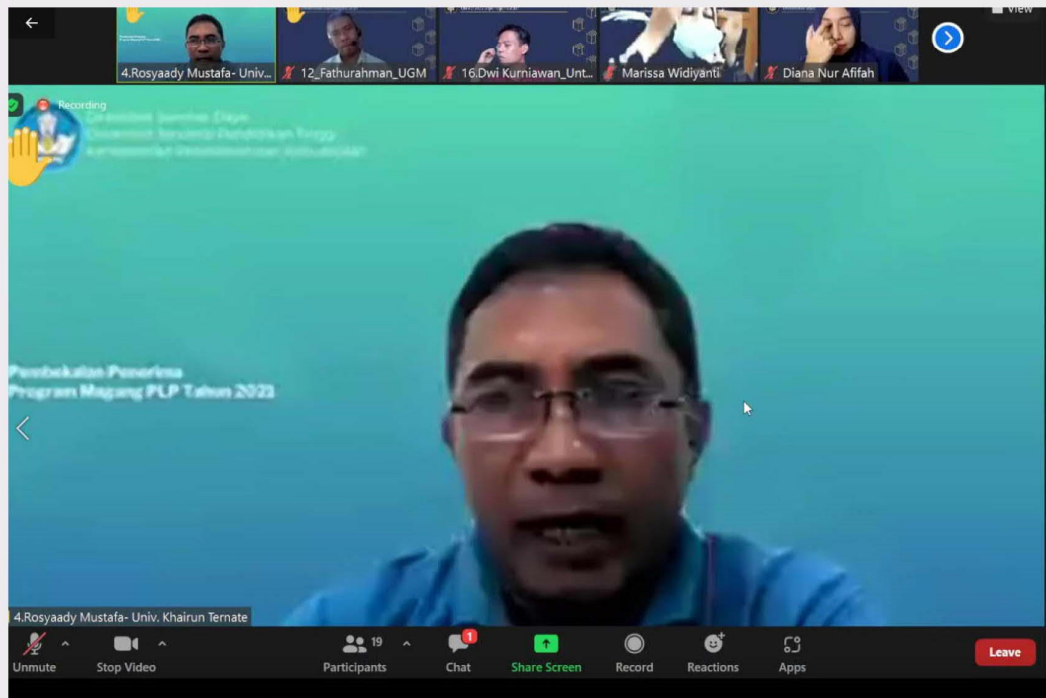 View
4.Rosyaady Mustafa- Univ...
12_Fathurahman_UGM
16.Dwi Kurniawan_Unt...
Marissa Widiyanti
Diana Nur Afifah
Recording
Pembekalan Penerima
Program Magang PLP Tahun 2021
4.Rosyaady Mustafa- Univ. Khairun Ternate
19
1
Unmute
Stop Video
Participants
Chat
Share Screen
Record
Reactions
Apps
Leave